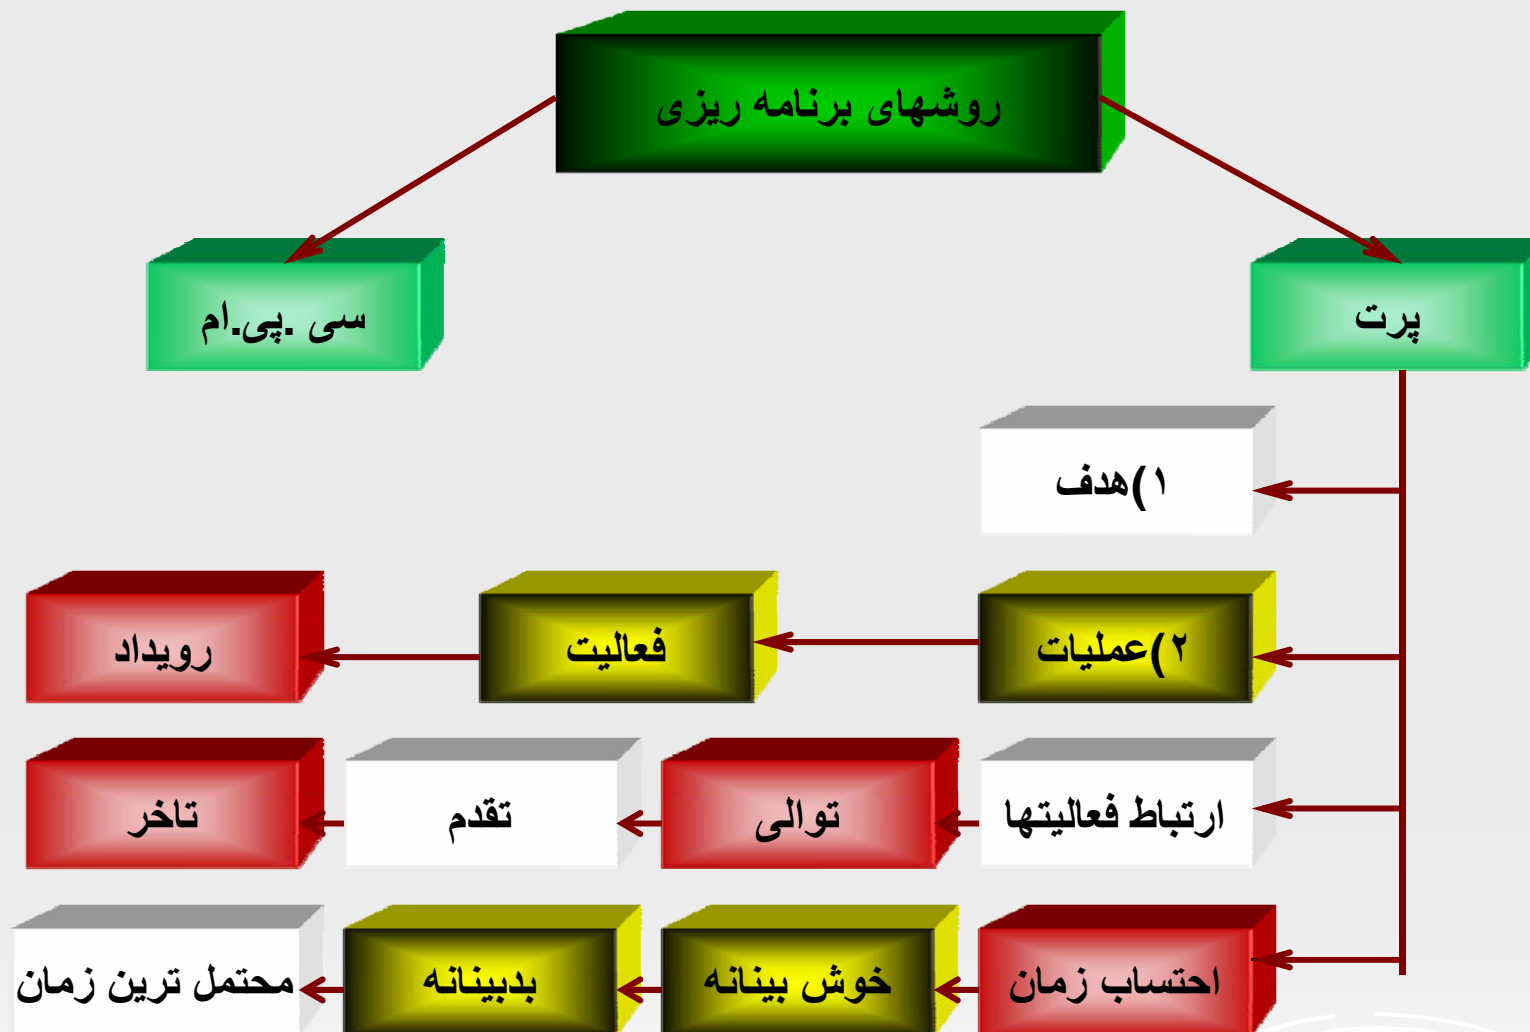 روشهای برنامه ریزی
پرت
سی .پی.ام
۱)هدف
۲)عملیات
فعالیت
رویداد
ارتباط فعالیتها
توالی
تقدم
تاخر
احتساب زمان
خوش بینانه
بدبینانه
محتمل ترین زمان